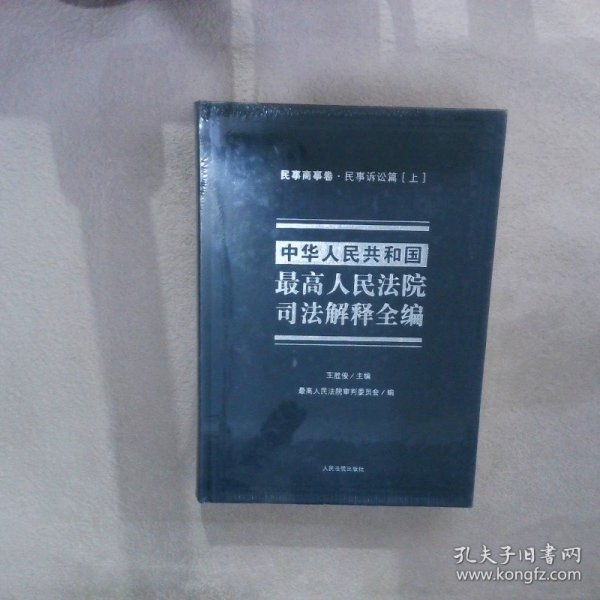 民事商事卷·民事诉讼篇[上]
中华人民共和国
最高人民法院
司法解释全编
王胜俊/主编
最高人民法院审判委员会/编
人民法院出版社
孔夫子旧书网
www.kongfz.com